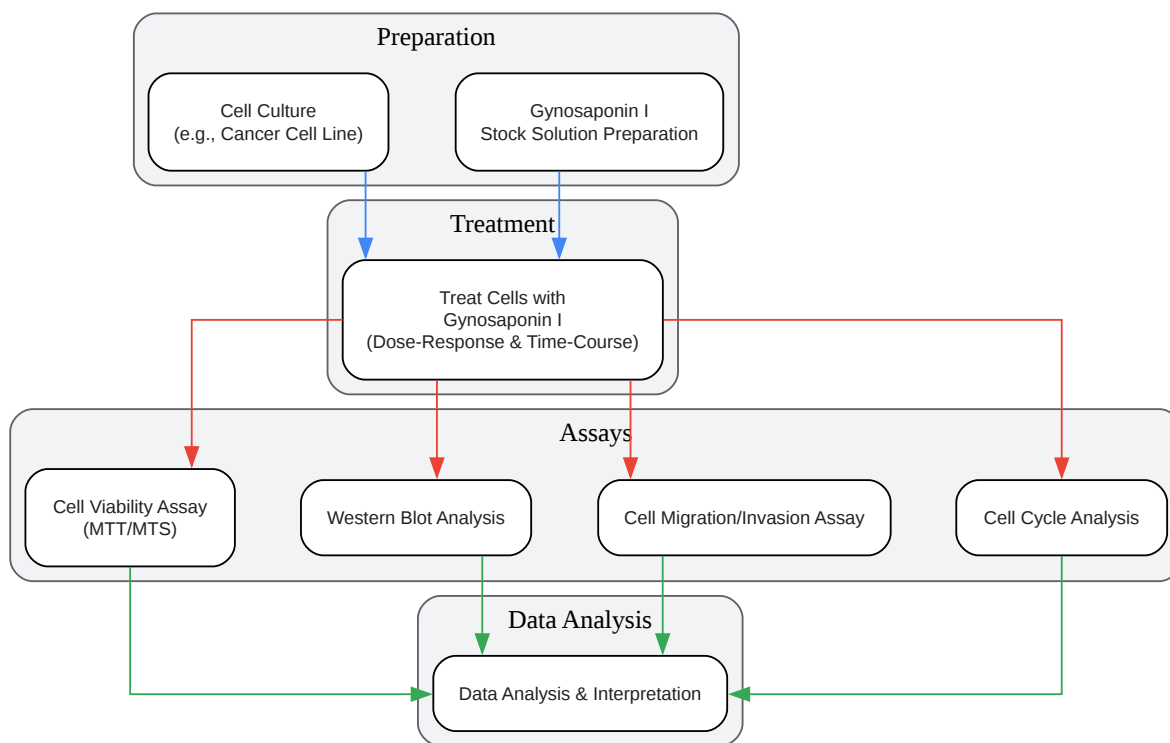 Preparation
Cell Culture
(e.g., Cancer Cell Line)
Gynosaponin I
Stock Solution Preparation
Treatment
Treat Cells with
Gynosaponin I
(Dose-Response & Time-Course)
Assays
Cell Viability Assay
(MTT/MTS)
Western Blot Analysis
Cell Migration/Invasion Assay
Cell Cycle Analysis
Data Analysis
Data Analysis & Interpretation